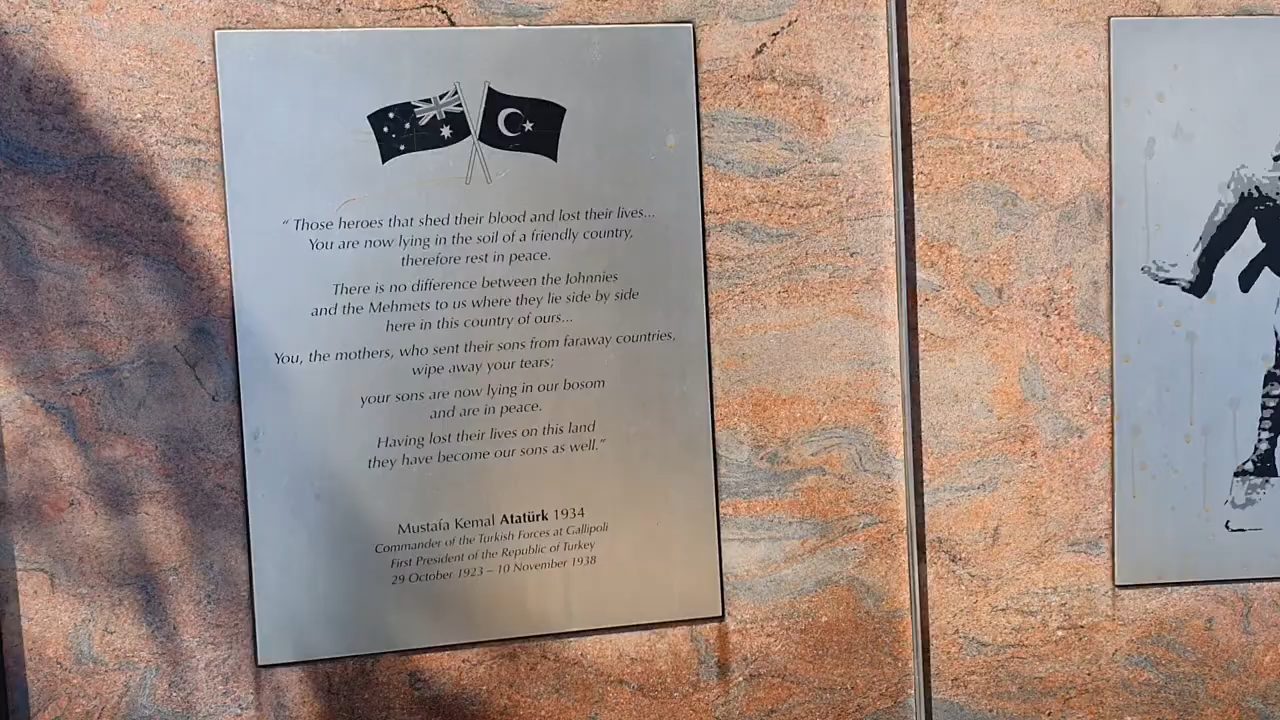 “ Those heroes that shed their blood and lost their lives...
You are now lying in the soil of a friendly country,
therefore rest in peace.
There is no difference between the Johnnies
and the Mehmets to us where they lie side by side
here in this country of ours...
You, the mothers, who sent their sons from faraway countries,
wipe away your tears;
your sons are now lying in our bosom
and are in peace.
Having lost their lives on this land
they have become our sons as well.”
Mustafa Kemal Atatürk 1934
Commander of the Turkish Forces at Gallipoli
First President of the Republic of Turkey
29 October 1923 – 10 November 1938